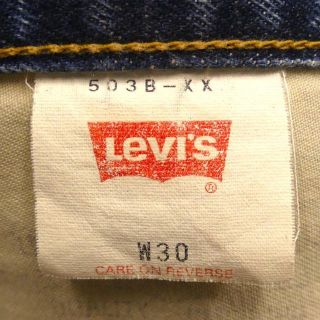 503B-XX
LEVI'S
®
W30
CARE ON REVERSE